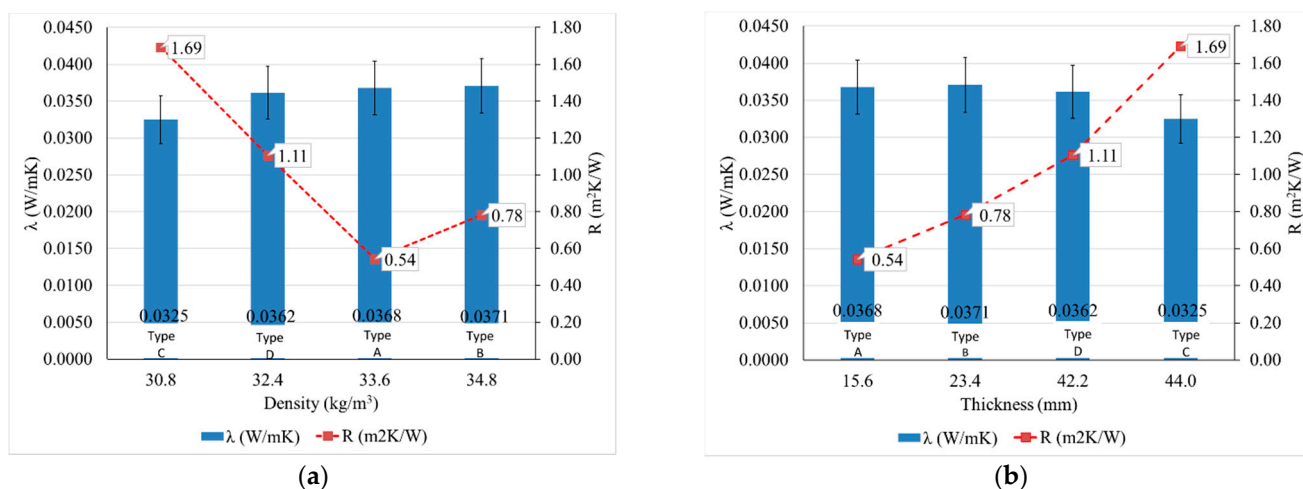 0.0450
0.0400
0.0350
0.0300
0.0250
0.0200
0.0150
0.0100
0.0050
0.0000
λ (W/mK)
1.69
1.11
0.54
0.78
0.0325 0.0362 0.0368 0.0371
Type C
Type D
Type A
Type B
30.8 32.4 33.6 34.8
Density (kg/m³)
1.80
1.60
1.40
1.20
1.00
0.80
0.60
0.40
0.20
0.00
R (m²K/W)
λ (W/mK) R (m2K/W)
(a)
0.0450
0.0400
0.0350
0.0300
0.0250
0.0200
0.0150
0.0100
0.0050
0.0000
λ (W/mK)
1.69
1.11
0.78
0.54
0.0368 0.0371 0.0362 0.0325
Type A
Type B
Type D
Type C
15.6 23.4 42.2 44.0
Thickness (mm)
1.80
1.60
1.40
1.20
1.00
0.80
0.60
0.40
0.20
0.00
R (m²K/W)
λ (W/mK) R (m2K/W)
(b)